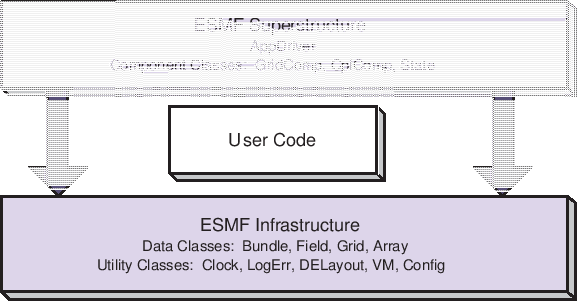 ESMF Superstructure
AppDriver
Component Classes: GridComp, CplComp, State
User Code
ESMF Infrastructure
Data Classes: Bundle, Field, Grid, Array
Utility Classes: Clock, LogErr, DELayout, VM, Config